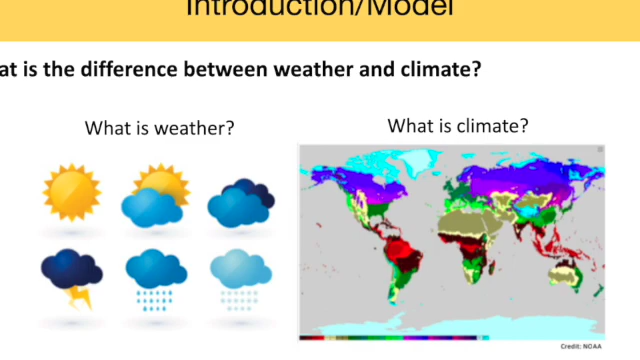 Introduction/Model
at is the difference between weather and climate?
What is weather?
What is climate?
Credit: NOAA